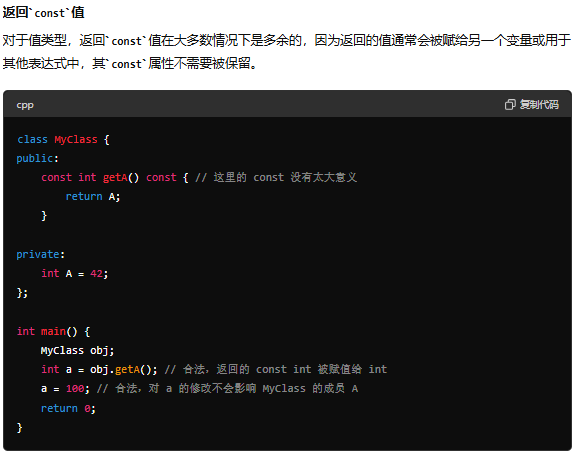 返回`const`值
对于值类型，返回`const`值在大多数情况下是多余的，因为返回的值通常会被赋给另一个变量或用于
其他表达式中，其`const`属性不需要被保留。
cpp 复制代码
class MyClass {
public:
    const int getA() const { // 这里的 const 没有太大意义
        return A;
    }

private:
    int A = 42;
};

int main() {
    MyClass obj;
    int a = obj.getA(); // 合法，返回的 const int 被赋值给 int
    a = 100; // 合法，对 a 的修改不会影响 MyClass 的成员 A
    return 0;
}